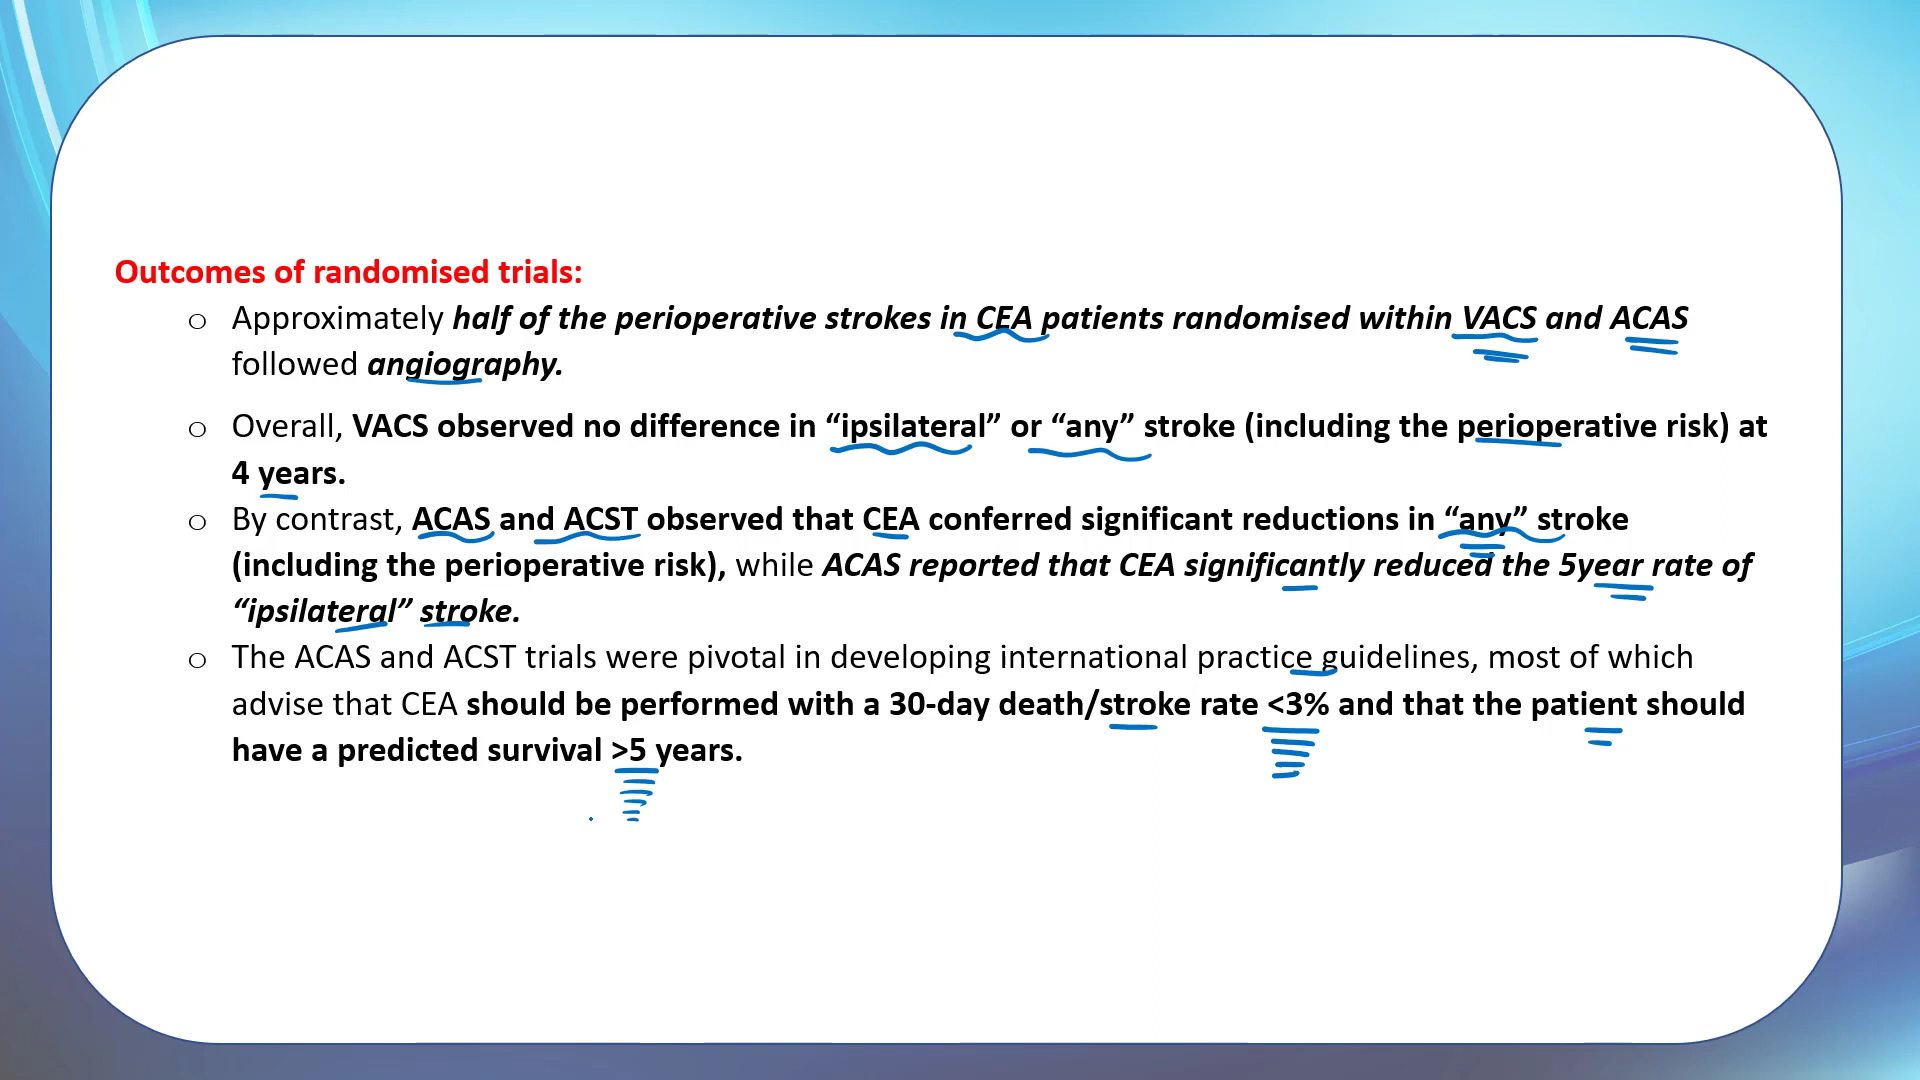 Outcomes of randomised trials:
o Approximately half of the perioperative strokes in CEA patients randomised within VACS and ACAS
followed angiography.
o Overall, VACS observed no difference in “ipsilateral” or “any” stroke (including the perioperative risk) at
4 years.
o By contrast, ACAS and ACST observed that CEA conferred significant reductions in “any” stroke
(including the perioperative risk), while ACAS reported that CEA significantly reduced the 5year rate of
“ipsilateral” stroke.
o The ACAS and ACST trials were pivotal in developing international practice guidelines, most of which
advise that CEA should be performed with a 30-day death/stroke rate <3% and that the patient should
have a predicted survival >5 years.